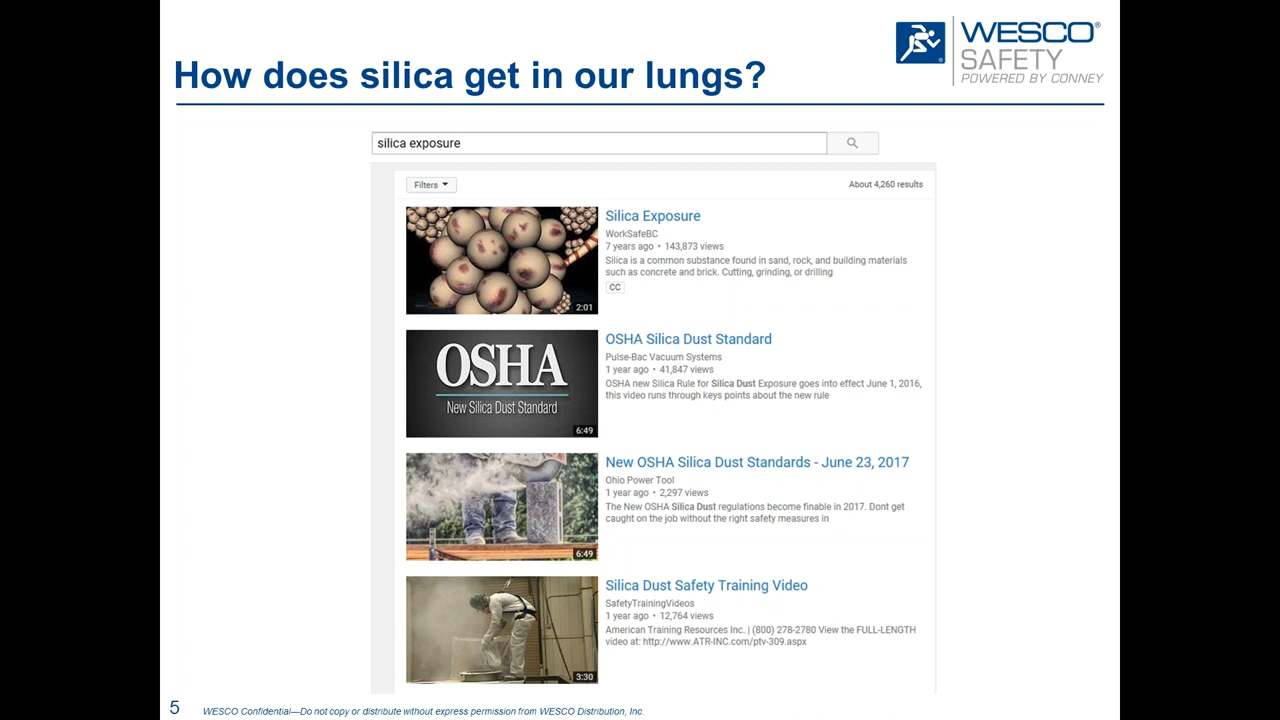 WESCO®
SAFETY
POWERED BY CONNEY
How does silica get in our lungs?
silica exposure
Filters
About 4,260 results
Silica Exposure
WorkSafeBC
7 years ago • 143,873 views
Silica is a common substance found in sand, rock, and building materials
such as concrete and brick. Cutting, grinding, or drilling
CC
2:01
OSHA Silica Dust Standard
Pulse-Bac Vacuum Systems
1 year ago • 41,847 views
OSHA new Silica Rule for Silica Dust Exposure goes into effect June 1, 2016,
this video runs through keys points about the new rule
OSHA
New Silica Dust Standard
6:49
New OSHA Silica Dust Standards - June 23, 2017
Ohio Power Tool
1 year ago • 2,297 views
The New OSHA Silica Dust regulations become finable in 2017. Dont get
caught on the job without the right safety measures in
6:49
Silica Dust Safety Training Video
SafetyTrainingVideos
1 year ago • 12,764 views
American Training Resources Inc. | (800) 278-2780 View the FULL-LENGTH
video at: http://www.ATR-INC.com/ptv-309.aspx
3:30
5
WESCO Confidential—Do not copy or distribute without express permission from WESCO Distribution, Inc.